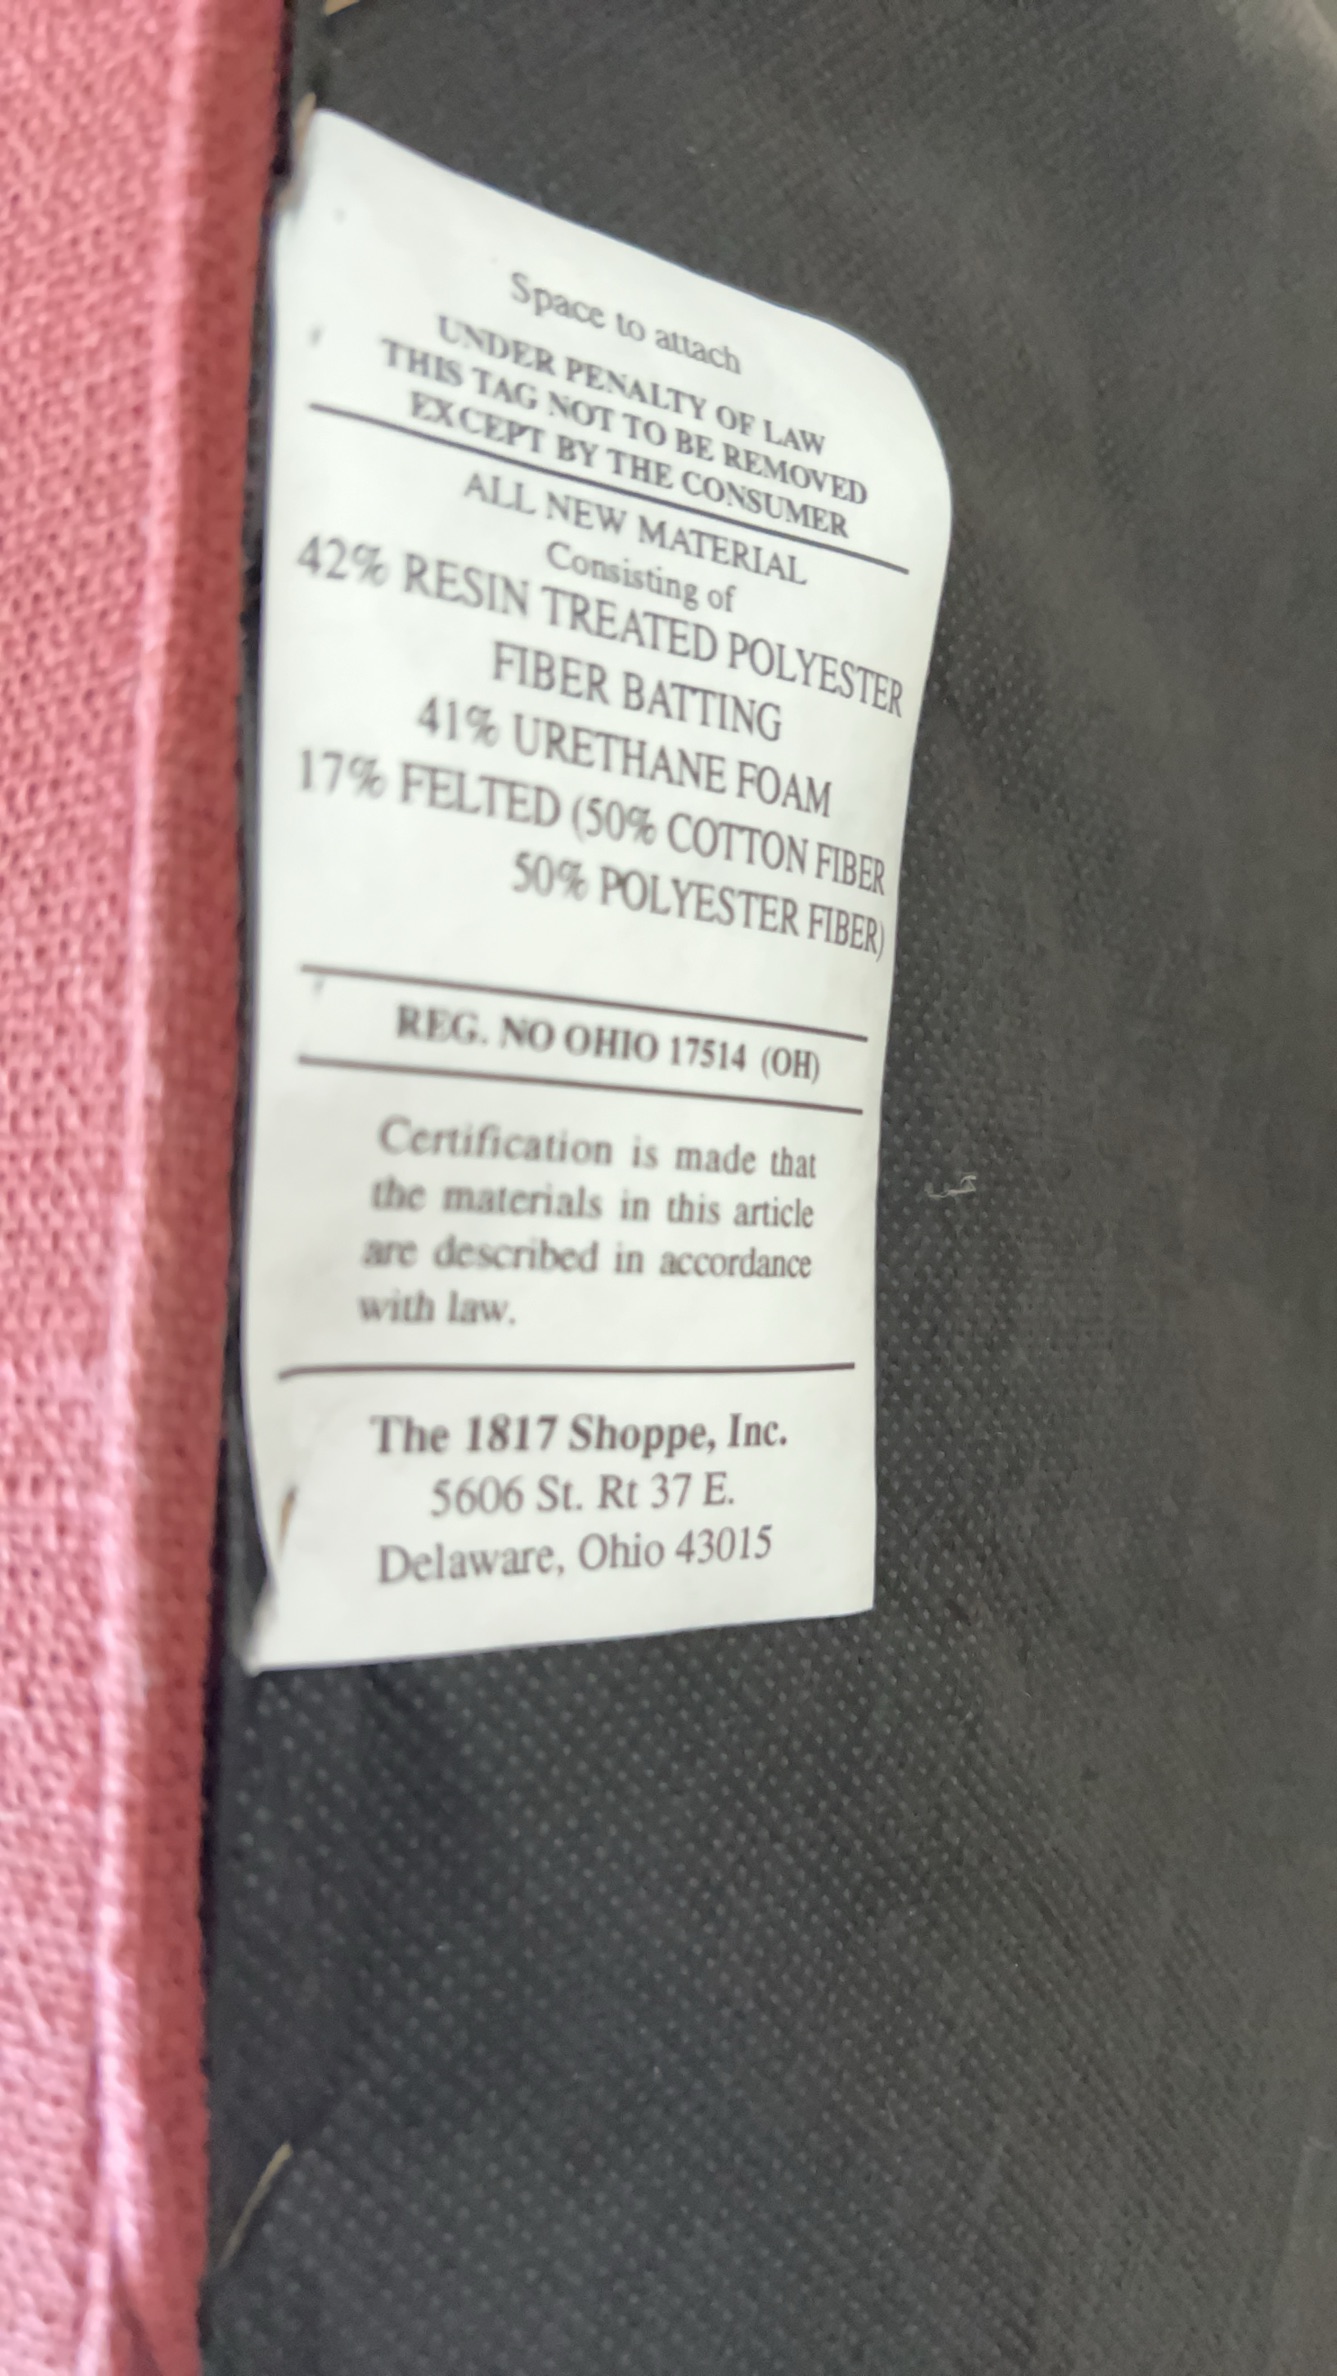 Space to attach
UNDER PENALTY OF LAW
THIS TAG NOT TO BE REMOVED
EXCEPT BY THE CONSUMER
ALL NEW MATERIAL
Consisting of
42% RESIN TREATED POLYESTER
FIBER BATTING
41% URETHANE FOAM
17% FELTED (50% COTTON FIBER
50% POLYESTER FIBER)
REG. NO OHIO 17514 (OH)
Certification is made that
the materials in this article
are described in accordance
with law.
The 1817 Shoppe, Inc.
5606 St. Rt 37 E.
Delaware, Ohio 43015